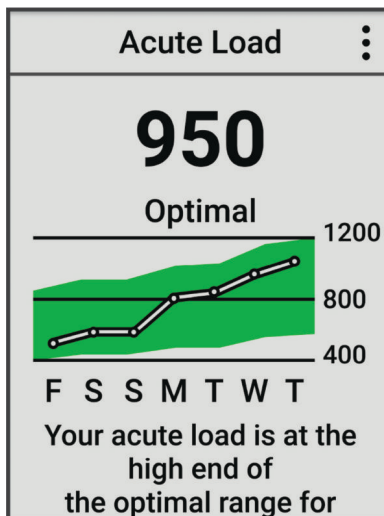 Acute Load
950
Optimal
1200
800
400
F S S M T W T
Your acute load is at the
high end of
the optimal range for